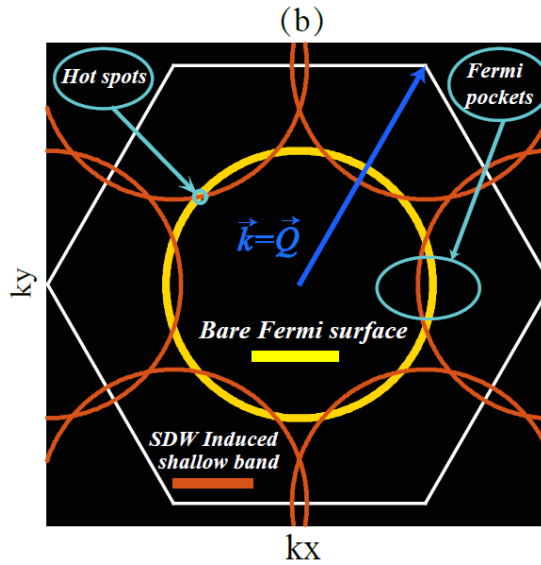 (b)
Hot spots
Fermi
pockets
k⃗=Q⃗
Bare Fermi surface
SDW Induced
shallow band
ky
kx